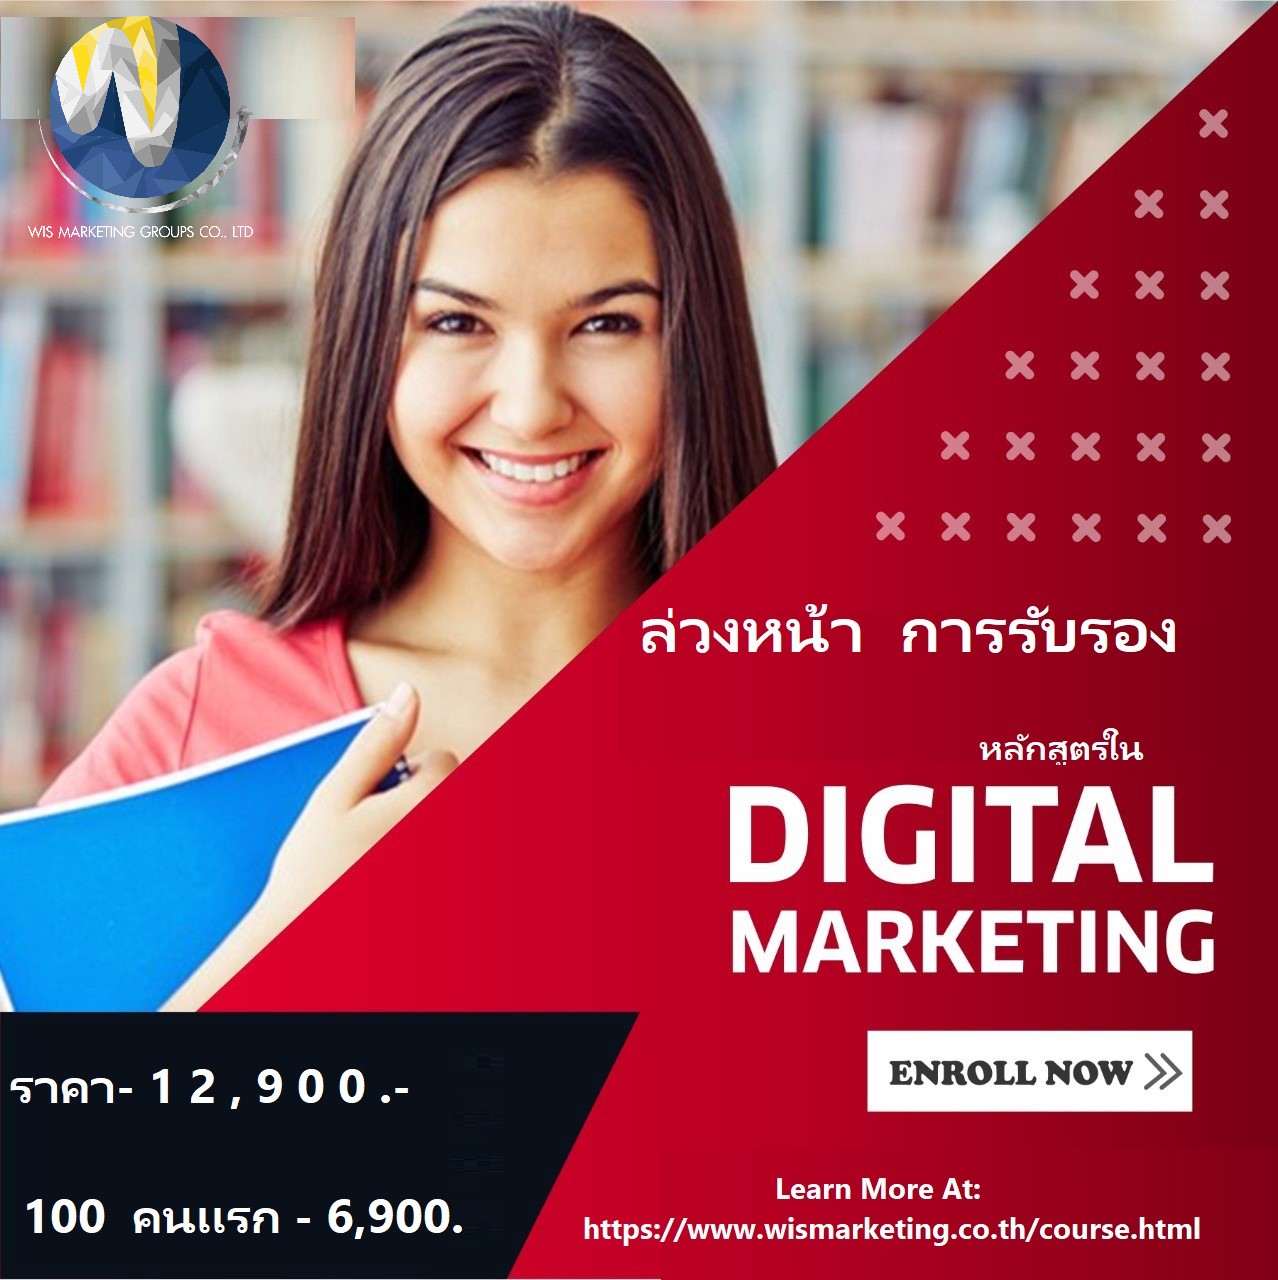 WIS MARKETING GROUPS CO., LTD
ล่วงหน้า การรับรอง
หลักสูตรใน
DIGITAL
MARKETING
ENROLL NOW
ราคา- 1 2 , 9 0 0 .-
100 คนแรก - 6,900.
Learn More At:
https://www.wismarketing.co.th/course.html